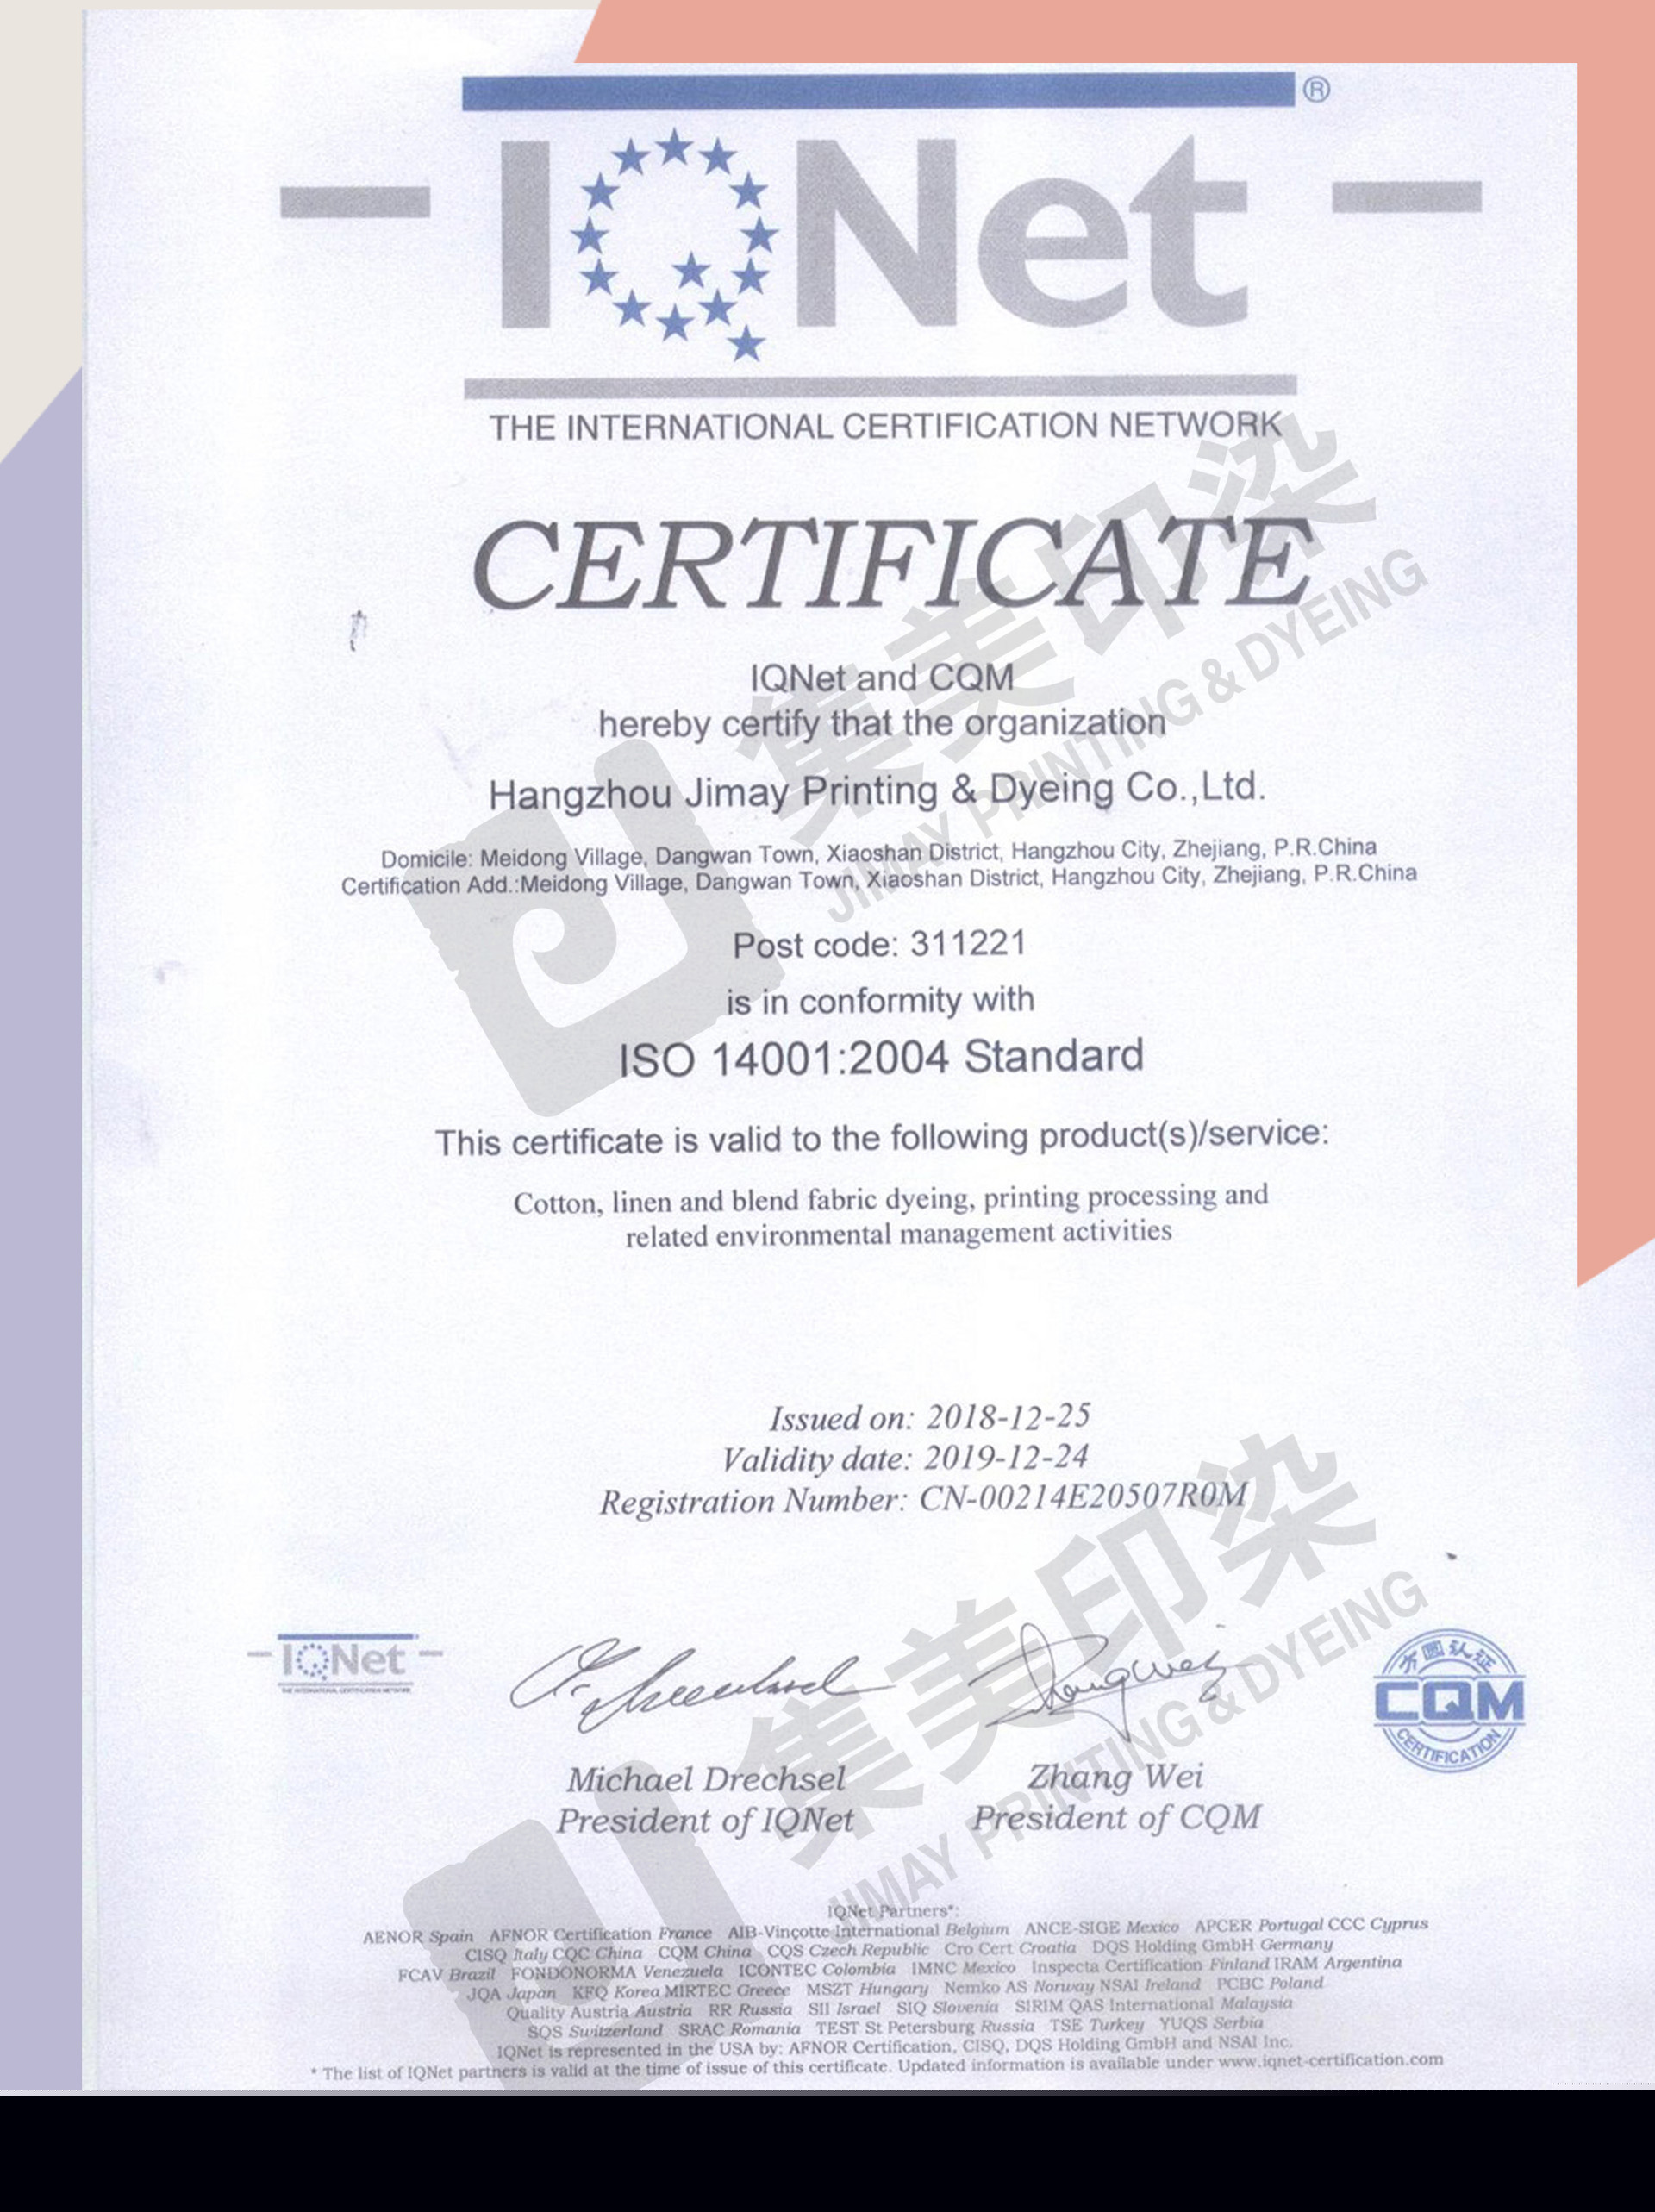 ®
IQNet
THE INTERNATIONAL CERTIFICATION NETWORK
CERTIFICATE
IQNet and CQM
hereby certify that the organization
Hangzhou Jimay Printing & Dyeing Co.,Ltd.
Domicile: Meidong Village, Dangwan Town, Xiaoshan District, Hangzhou City, Zhejiang, P.R.China
Certification Add.:Meidong Village, Dangwan Town, Xiaoshan District, Hangzhou City, Zhejiang, P.R.China
Post code: 311221
is in conformity with
ISO 14001:2004 Standard
This certificate is valid to the following product(s)/service:
Cotton, linen and blend fabric dyeing, printing processing and
related environmental management activities
集美印染
JIMAY PRINTING & DYEING
Issued on: 2018-12-25
Validity date: 2019-12-24
Registration Number: CN-00214E20507R0M
IQNet
THE INTERNATIONAL CERTIFICATION NETWORK
方圆认证
CQM
CERTIFICATION
Michael Drechsel
President of IQNet
Zhang Wei
President of CQM
集美印染
JIMAY PRINTING & DYEING
IQNet Partners*:
AENOR Spain AFNOR Certification France AIB-Vinçotte International Belgium ANCE-SIGE Mexico APCER Portugal CCC Cyprus
CISQ Italy CQC China CQM China CQS Czech Republic Cro Cert Croatia DQS Holding GmbH Germany
FCAV Brazil FONDONORMA Venezuela ICONTEC Colombia IMNC Mexico Inspecta Certification Finland IRAM Argentina
JQA Japan KFQ Korea MIRTEC Greece MSZT Hungary Nemko AS Norway NSAI Ireland PCBC Poland
Quality Austria Austria RR Russia SII Israel SIQ Slovenia SIRIM QAS International Malaysia
SQS Switzerland SRAC Romania TEST St Petersburg Russia TSE Turkey YUQS Serbia
IQNet is represented in the USA by: AFNOR Certification, CISQ, DQS Holding GmbH and NSAI Inc.
* The list of IQNet partners is valid at the time of issue of this certificate. Updated information is available under www.iqnet-certification.com